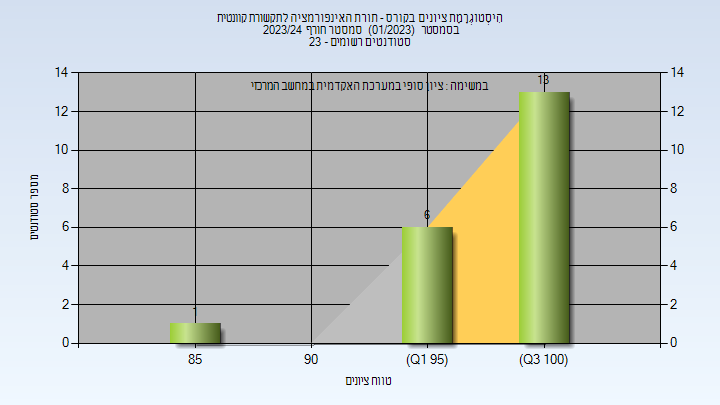 הִיסְטוֹגְרָמַת ציונים בקורס - תורת האינפורמציה לתקשורת קוונטית
בסמסטר (01/2023) סמסטר חורף 2023/24
סטודנטים רשומים - 23
במשימה : ציון סופי במערכת האקדמית במחשב המרכזי
14 14
12 12
10 10
8 8
6 6
4 4
2 2
0 0
1
6
13
מספר סטודנטים
85 90 (Q1 95) (Q3 100)
טווח ציונים